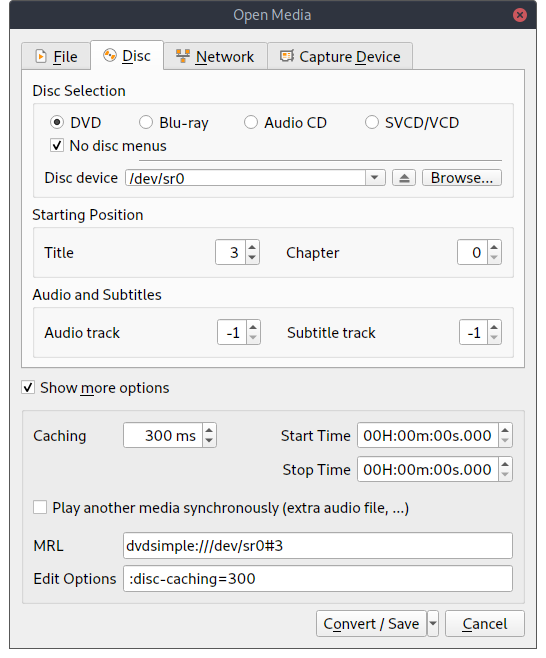 Open Media
File Disc Network Capture Device
Disc Selection
DVD Blu-ray Audio CD SVCD/VCD
No disc menus
Disc device /dev/sr0 Browse...
Starting Position
Title 3 Chapter 0
Audio and Subtitles
Audio track -1 Subtitle track -1
Show more options
Caching 300 ms Start Time 00H:00m:00s.000
Stop Time 00H:00m:00s.000
Play another media synchronously (extra audio file, ...)
MRL dvdsimple:///dev/sr0#3
Edit Options :disc-caching=300
Convert / Save Cancel